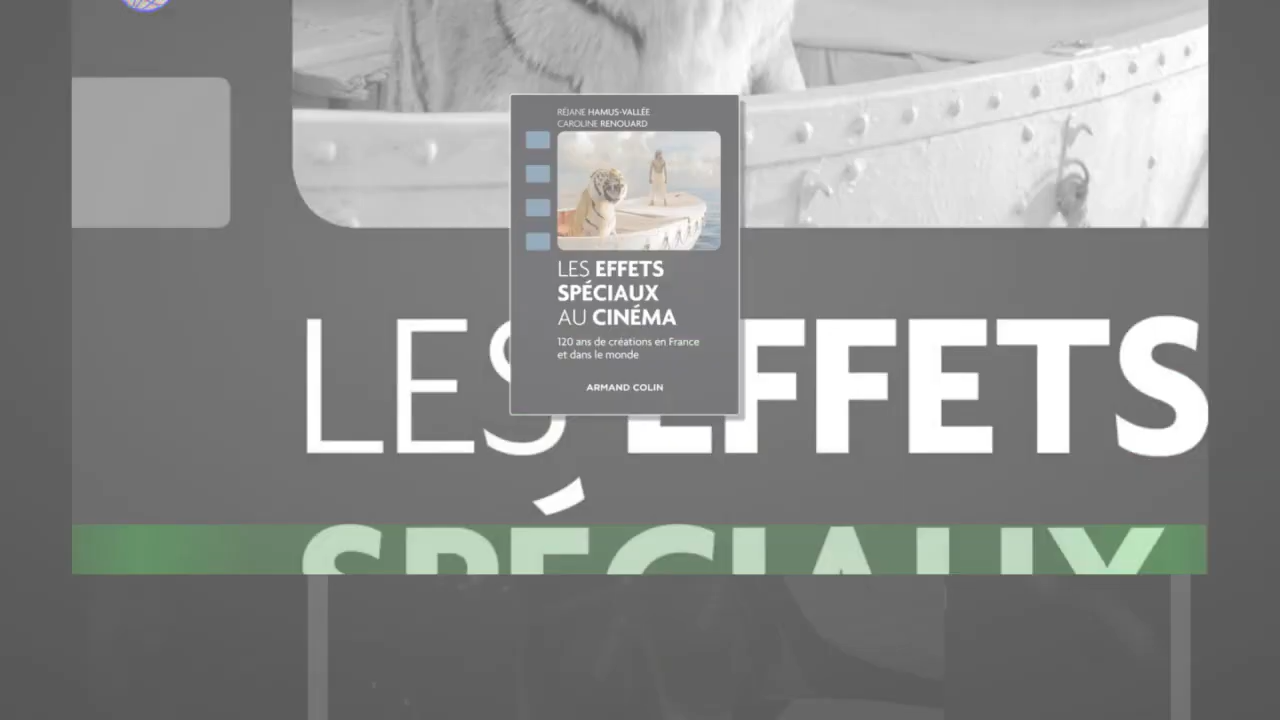 RÉJANE HAMUS-VALLÉE
CAROLINE RENOUARD
LES EFFETS
SPÉCIAUX
AU CINÉMA
120 ans de créations en France
et dans le monde
ARMAND COLIN
LES EFFETS
SPÉCIAUX